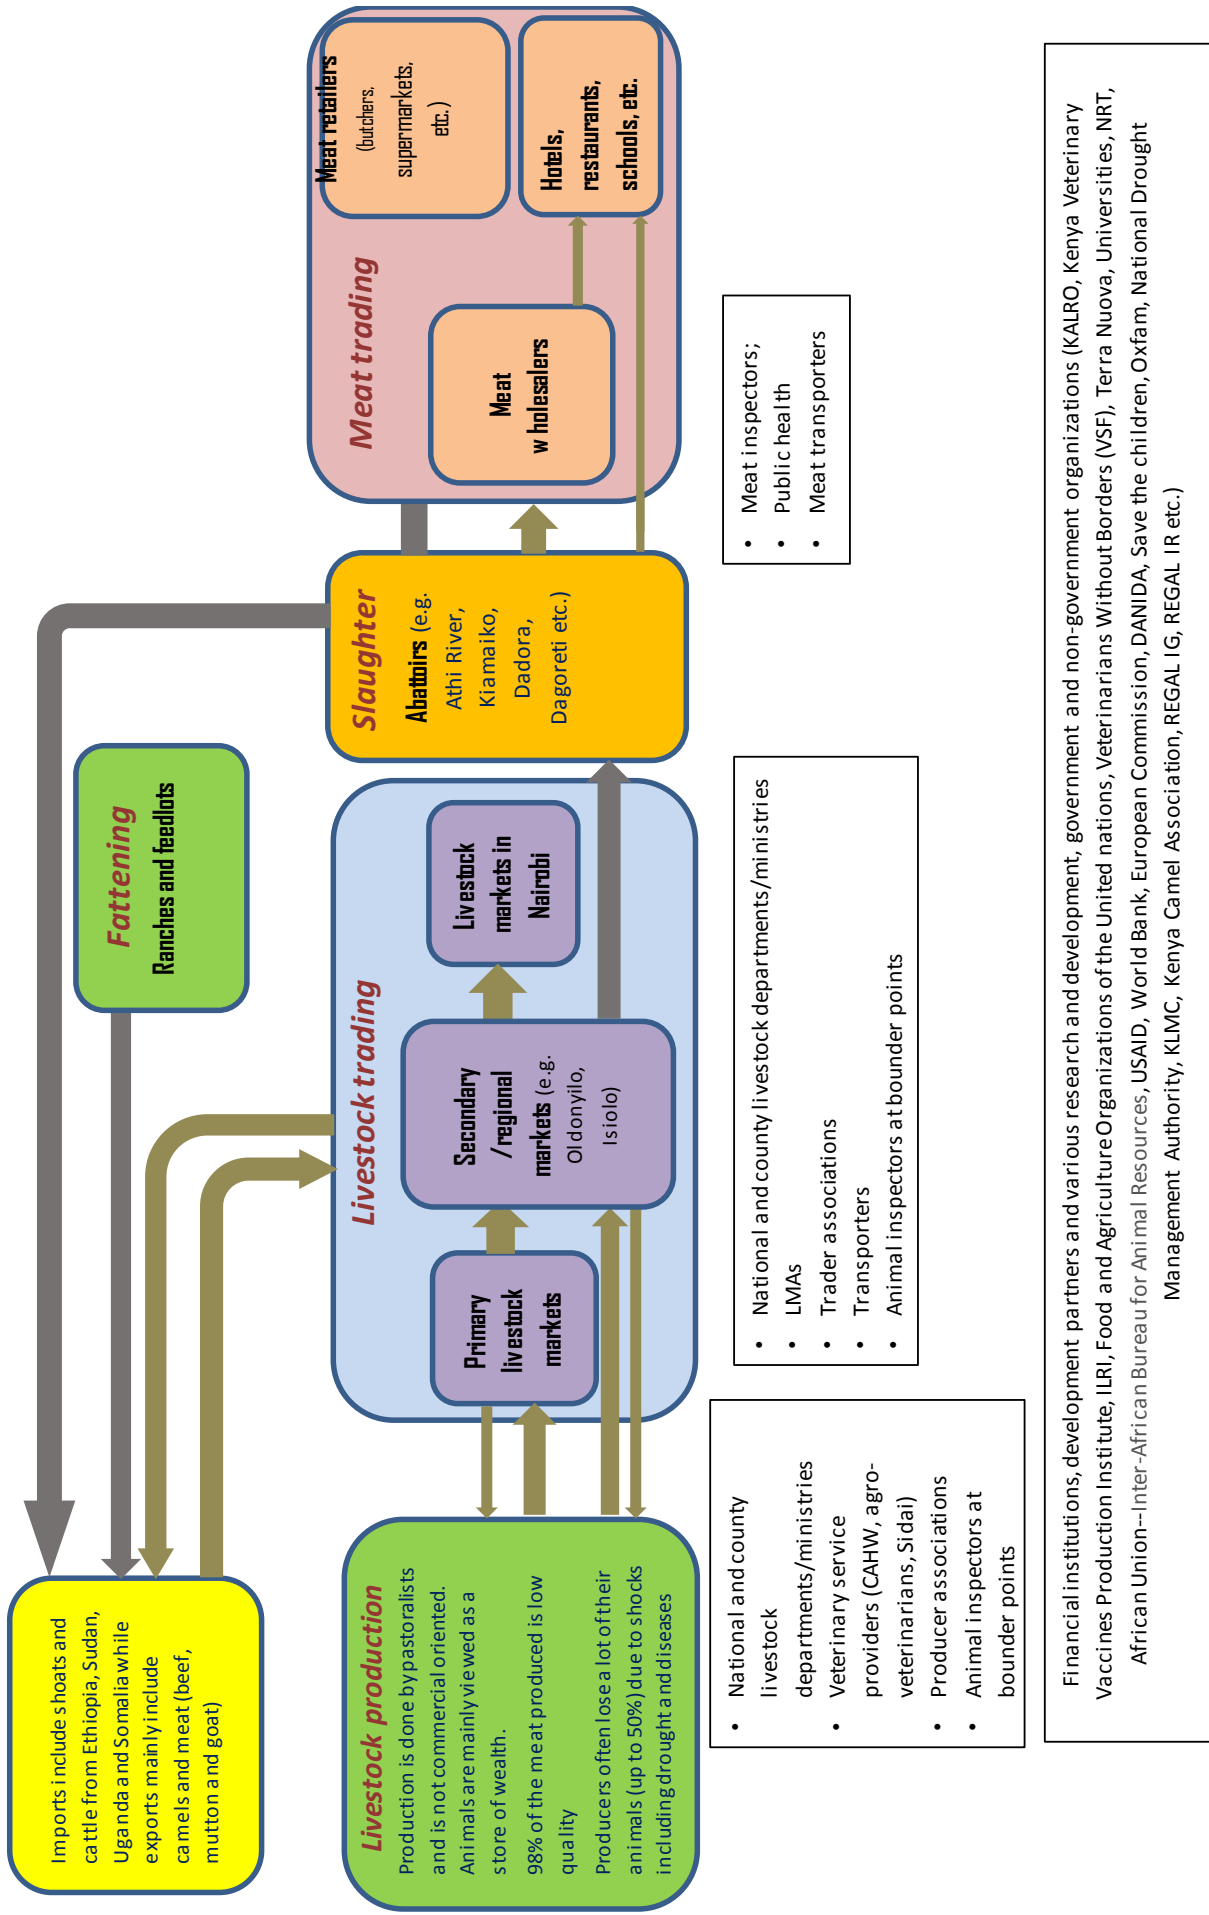 Imports include shoats and
cattle from Ethiopia, Sudan,
Uganda and Somalia while
exports mainly include
camels and meat (beef,
mutton and goat)
Fattening
Ranches and feedlots
Livestock production
Production is done by pastoralists
and is not commercial oriented.
Animals are mainly viewed as a
store of wealth.
98% of the meat produced is low
quality
Producers often lose a lot of their
animals (up to 50%) due to shocks
including drought and diseases
Livestock trading
Primary
livestock
markets
Secondary
/regional
markets (e.g.
Oldonyilo,
Isiolo)
Livestock
markets in
Nairobi
Slaughter
Abattoirs (e.g.
Athi River,
Kiamaiko,
Dadora,
Dagoreti etc.)
Meat trading
Meat
wholesalers
Meat retailers
(butchers,
supermarkets,
etc.)
Hotels,
restaurants,
schools, etc.
• National and county
livestock
departments/ministries
• Veterinary service
providers (CAHW, agro-
veterinarians, Sidai)
• Producer associations
• Animal inspectors at
bounder points
• National and county livestock departments/ministries
• LMAs
• Trader associations
• Transporters
• Animal inspectors at bounder points
• Meat inspectors;
Public health
• Meat transporters
Financial institutions, development partners and various research and development, government and non-government organizations (KALRO, Kenya Veterinary
Vaccines Production Institute, ILRI, Food and Agriculture Organizations of the United nations, Veterinarians Without Borders (VSF), Terra Nuova, Universities, NRT,
African Union--Inter-African Bureau for Animal Resources, USAID, World Bank, European Commission, DANIDA, Save the children, Oxfam, National Drought
Management Authority, KLMC, Kenya Camel Association, REGAL IG, REGAL IR etc.)